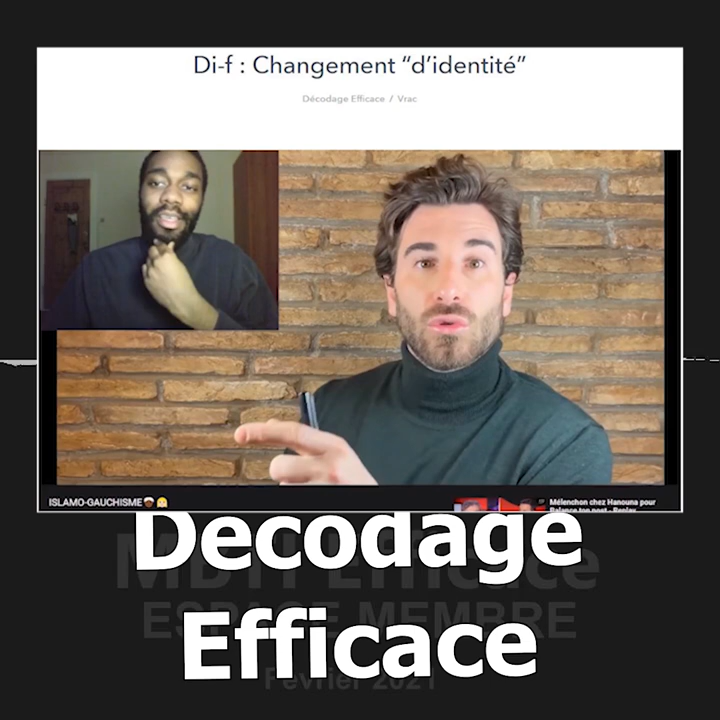 Di-f : Changement “d’identité”
Décodage Efficace / Vrac
ISLAMO-GAUCHISME
Mélenchon chez Hanouna pour
Balance ton post - Replay
Decodage
MBTI Efficace
ESPACE MEMBRE
Efficace
Février 2021